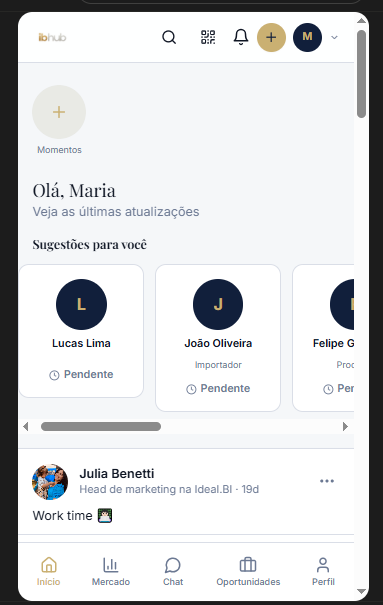 ibhub
M
Momentos
Olá, Maria
Veja as últimas atualizações
Sugestões para você
L
J
Lucas Lima
João Oliveira
Felipe G
Importador
Pendente
Pendente
Julia Benetti
Head de marketing na Ideal.BI · 19d
Work time
Início
Mercado
Chat
Oportunidades
Perfil